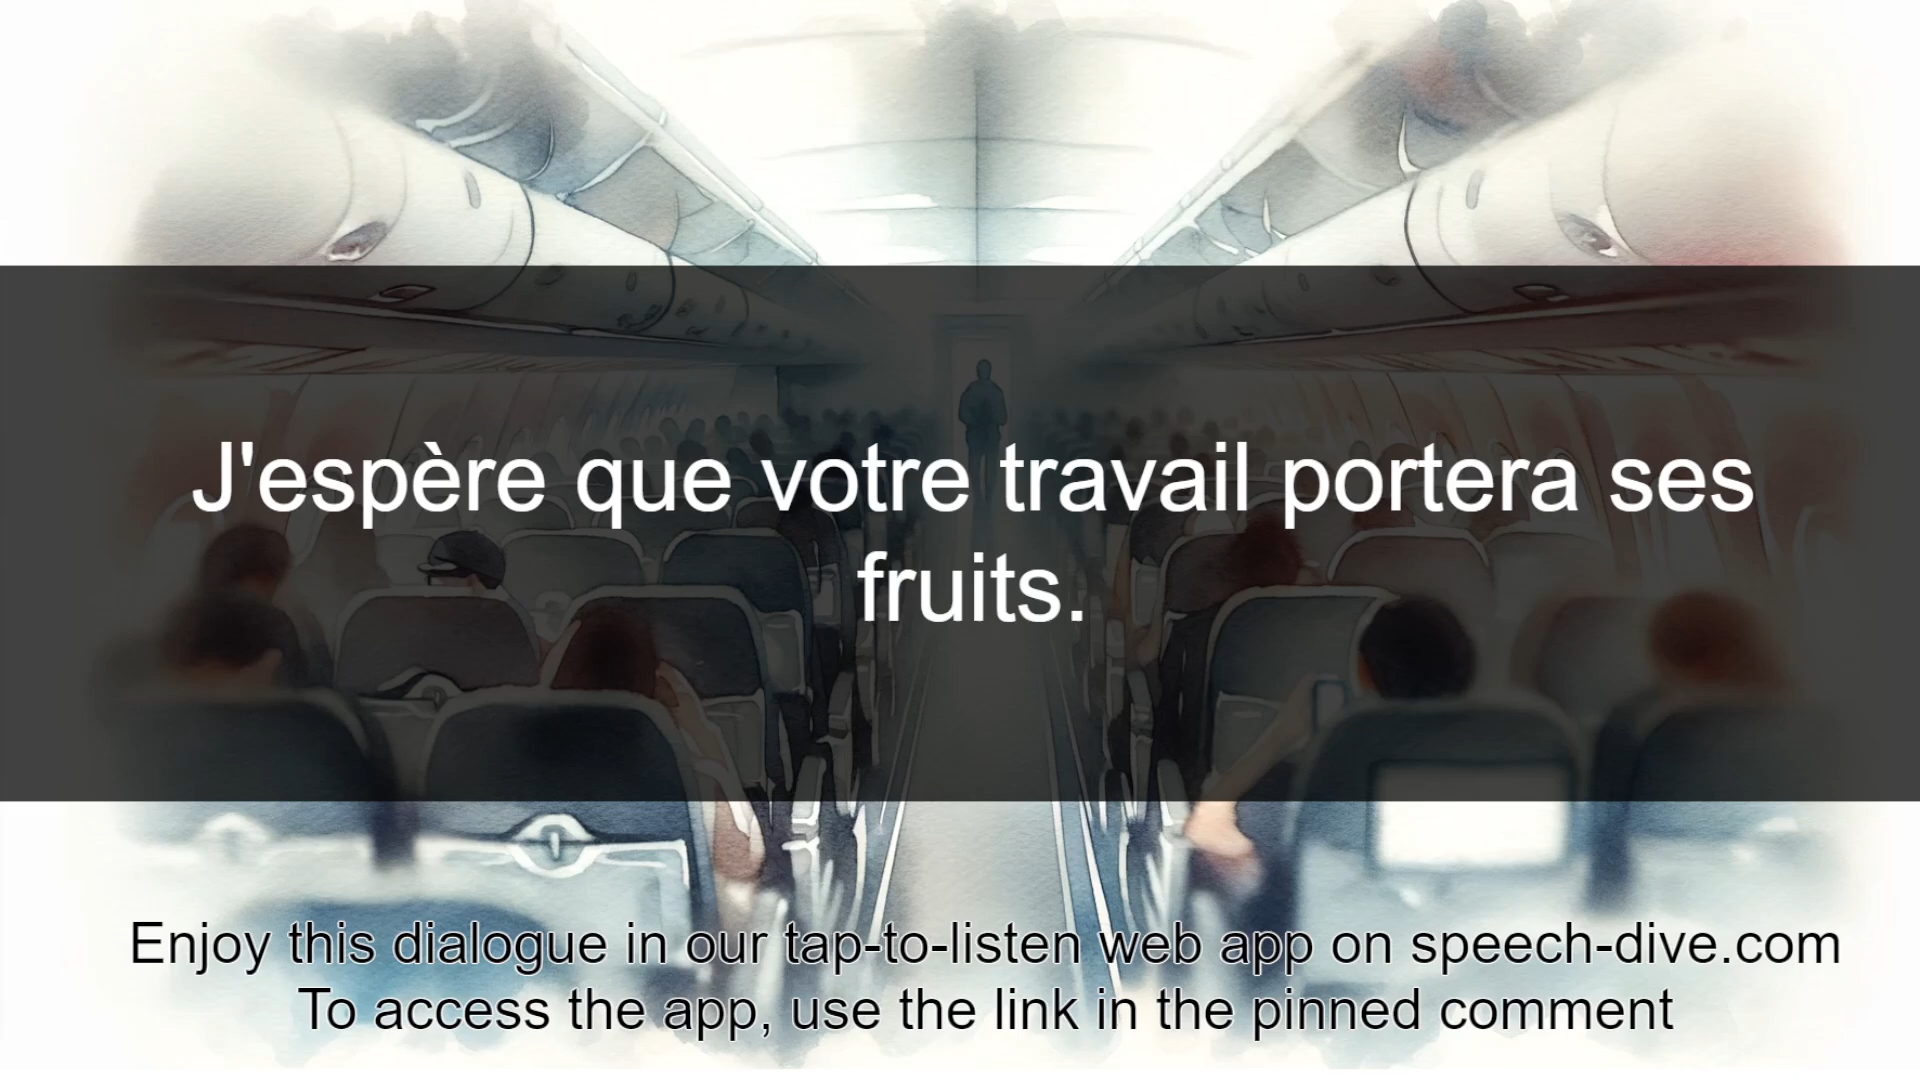 J'espère que votre travail portera ses
fruits.
Enjoy this dialogue in our tap-to-listen web app on speech-dive.com
To access the app, use the link in the pinned comment